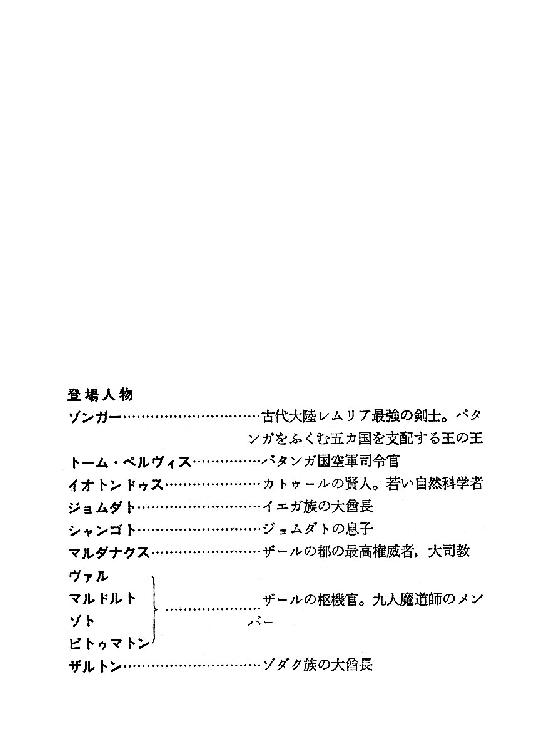 登場人物
ゾンガー……………………………古代大陸レムリア最強の剣士。パタ
ンガをふくむ五カ国を支配する王の王
トーム・ペルヴィス……………パタンガ国空軍司令官
イオトンドゥス…………………カトゥールの賢人。若い自然科学者
ジョムダト…………………………イエガ族の大酋長
シャンゴト…………………………ジョムダトの息子
マルダナクス………………………ザールの都の最高権威者，大司教
ヴァル
マルドルト……………………ザールの枢機官。九人魔道師のメン
ゾト バー
ピトゥマトン
ザルトン……………………………ゾダク族の大酋長